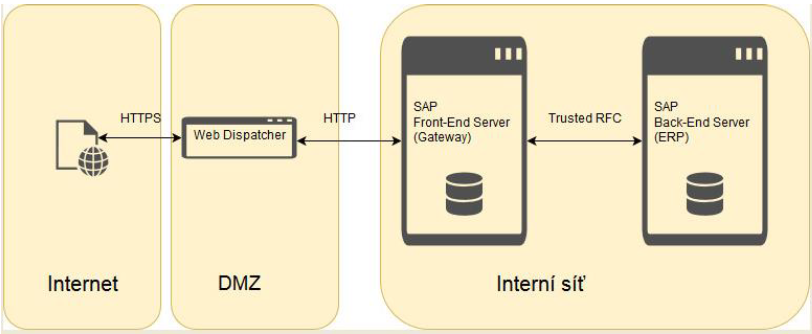 HTTPS
Web Dispatcher
HTTP
SAP
Front-End Server
(Gateway)
Trusted RFC
SAP
Back-End Server
(ERP)
Internet
DMZ
Interní síť